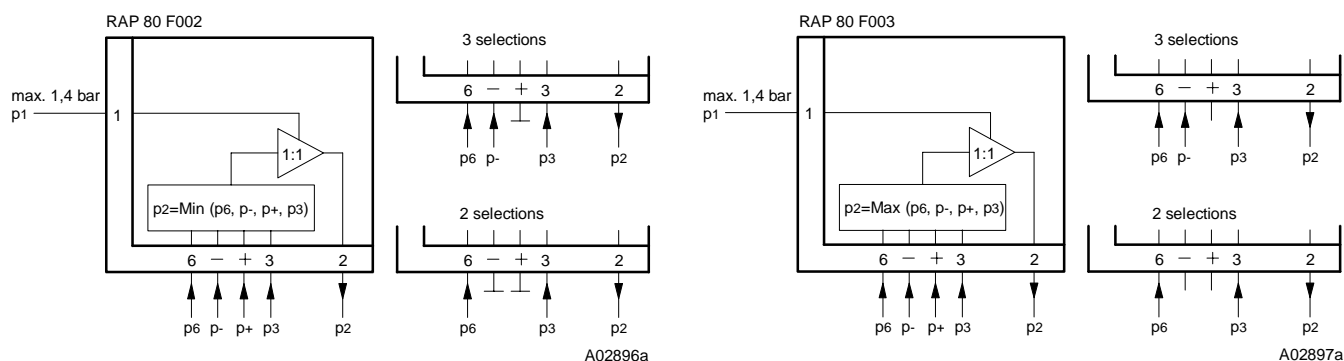 RAP 80 F002
3 selections
6 − + 3 2
max. 1,4 bar
p1
1
p6 p- p3 p2
1:1
p2=Min (p6, p-, p+, p3)
2 selections
6 − + 3 2
6 − + 3 2
p6 p- p+ p3 p2
p6 p3 p2
A02896a
RAP 80 F003
3 selections
6 − + 3 2
max. 1,4 bar
p1
1
p6 p- p3 p2
1:1
p2=Max (p6, p-, p+, p3)
2 selections
6 − + 3 2
6 − + 3 2
p6 p- p+ p3 p2
p6 p3 p2
A02897a